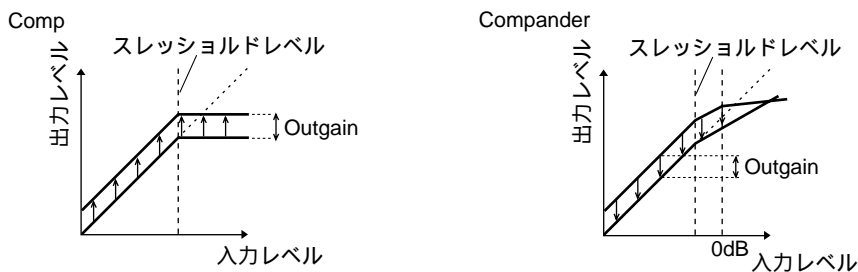 Comp
スレッショルドレベル
出力レベル
Outgain
入力レベル
Compander
スレッショルドレベル
出力レベル
Outgain
0dB
入力レベル